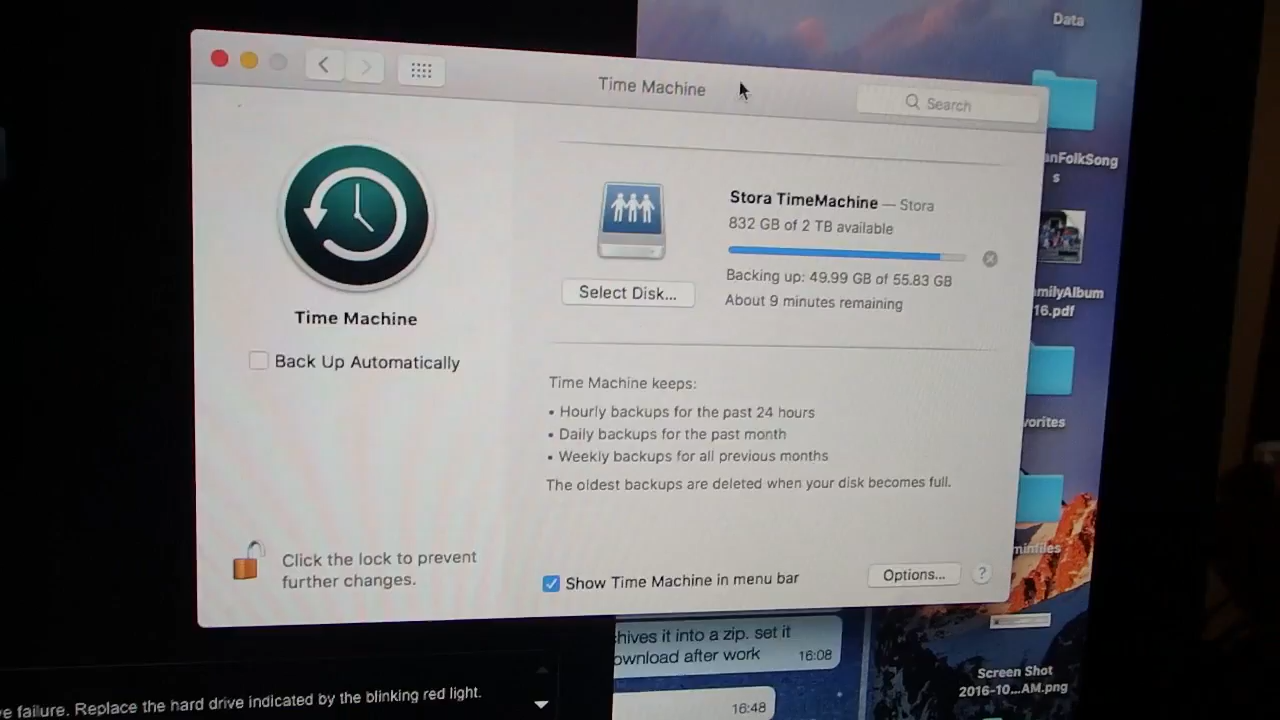 Data
Time Machine
Search
anFolkSong
s
Stora TimeMachine — Stora
832 GB of 2 TB available
Backing up: 49.99 GB of 55.83 GB
About 9 minutes remaining
Select Disk...
Time Machine
Back Up Automatically
milyAlbum
16.pdf
Time Machine keeps:
• Hourly backups for the past 24 hours
• Daily backups for the past month
• Weekly backups for all previous months
The oldest backups are deleted when your disk becomes full.
vorites
Click the lock to prevent
further changes.
Show Time Machine in menu bar
Options...
?
hives it into a zip. set it
ownload after work
16:08
Screen Shot
2016-10...AM.png
e failure. Replace the hard drive indicated by the blinking red light.
16:48